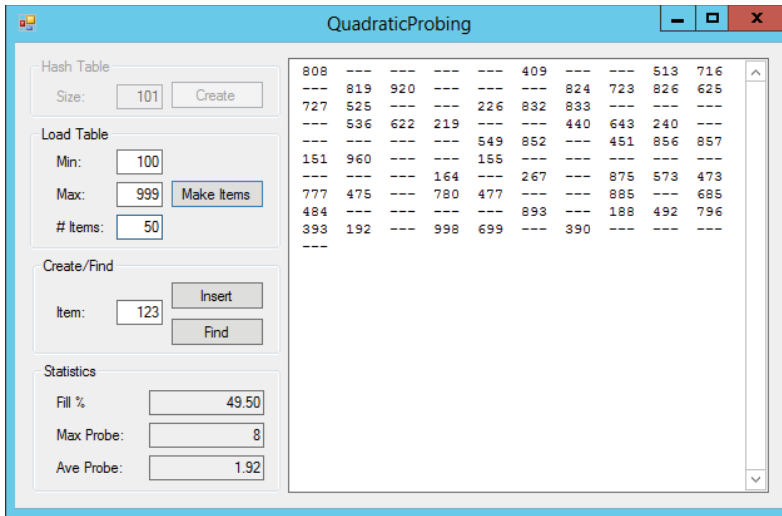 QuadraticProbing
Hash Table
Size: 101 Create
Load Table
Min: 100
Max: 999 Make Items
# Items: 50
Create/Find
Item: 123 Insert
Find
Statistics
Fill % 49.50
Max Probe: 8
Ave Probe: 1.92
808 --- --- --- --- 409 --- --- 513 716
--- 819 920 --- --- --- 824 723 826 625
727 525 --- --- 226 832 833 --- --- ---
--- 536 622 219 --- --- 440 643 240 ---
--- --- --- --- 549 852 --- 451 856 857
151 960 --- --- 155 --- --- --- --- ---
--- --- --- 164 --- 267 --- 875 573 473
777 475 --- 780 477 --- --- 885 --- 685
484 --- --- --- --- 893 --- 188 492 796
393 192 --- 998 699 --- 390 --- --- ---
---